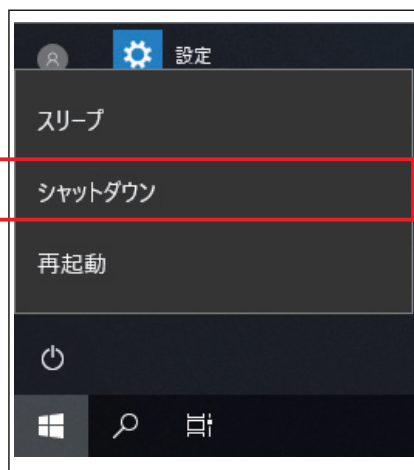 設定
スリープ
シャットダウン
再起動